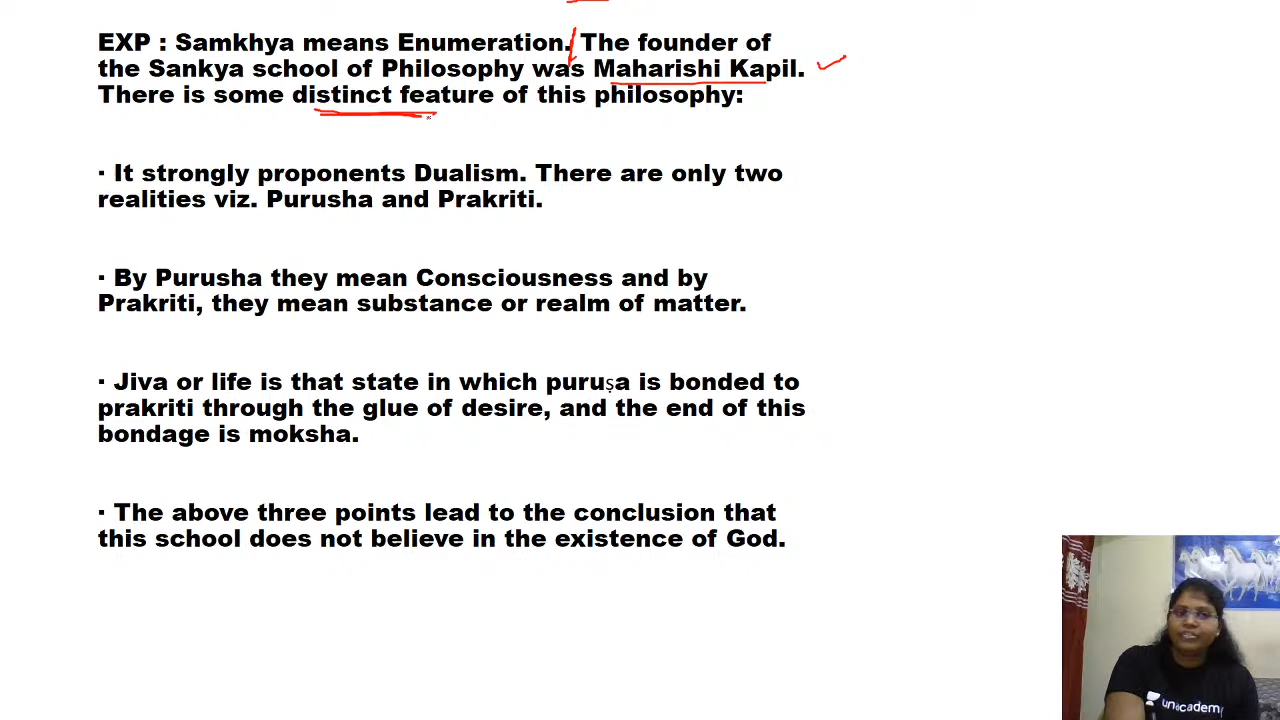 EXP : Samkhya means Enumeration. The founder of
the Sankya school of Philosophy was Maharishi Kapil.
There is some distinct feature of this philosophy:
· It strongly proponents Dualism. There are only two
realities viz. Purusha and Prakriti.
· By Purusha they mean Consciousness and by
Prakriti, they mean substance or realm of matter.
· Jiva or life is that state in which puruṣa is bonded to
prakriti through the glue of desire, and the end of this
bondage is moksha.
· The above three points lead to the conclusion that
this school does not believe in the existence of God.
unacademy